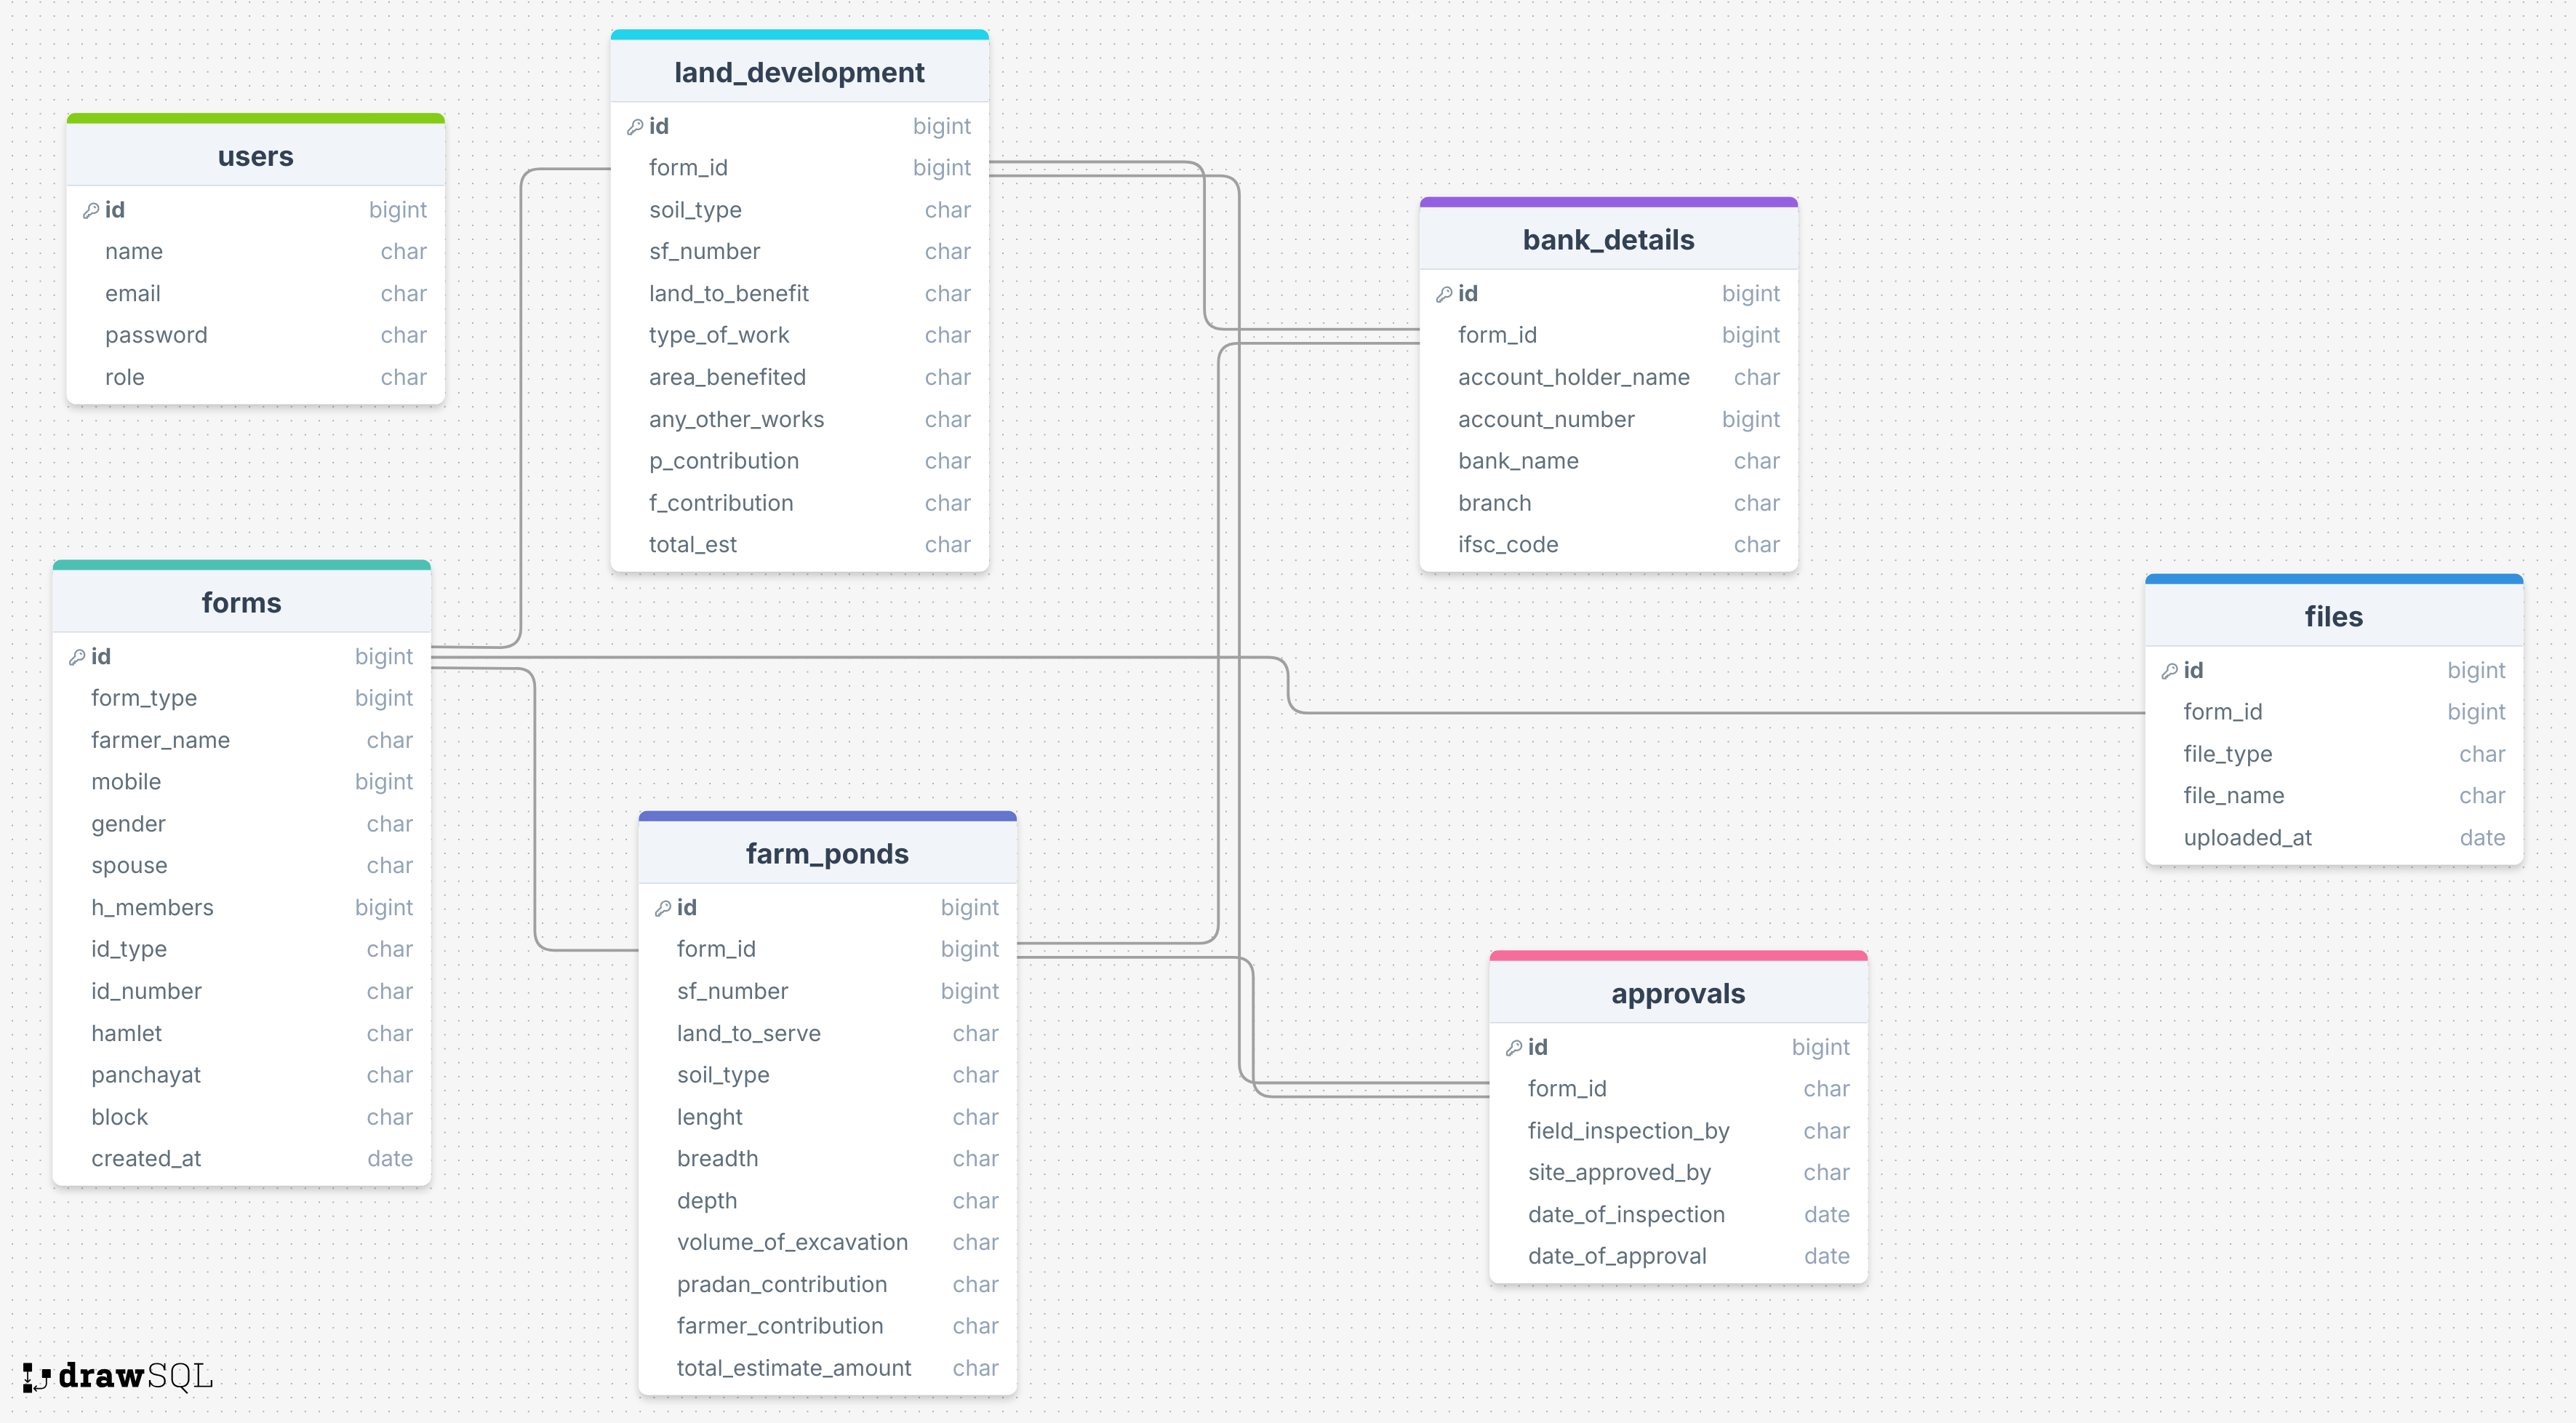 land_development
id bigint
form_id bigint
soil_type char
sf_number char
land_to_benefit char
type_of_work char
area_benefited char
any_other_works char
p_contribution char
f_contribution char
total_est char
users
id bigint
name char
email char
password char
role char
bank_details
id bigint
form_id bigint
account_holder_name char
account_number bigint
bank_name char
branch char
ifsc_code char
forms
id bigint
form_type bigint
farmer_name char
mobile bigint
gender char
spouse char
h_members bigint
id_type char
id_number char
hamlet char
panchayat char
block char
created_at date
files
id bigint
form_id bigint
file_type char
file_name char
uploaded_at date
farm_ponds
id bigint
form_id bigint
sf_number bigint
land_to_serve char
soil_type char
lenght char
breadth char
depth char
volume_of_excavation char
pradan_contribution char
farmer_contribution char
total_estimate_amount char
approvals
id bigint
form_id char
field_inspection_by char
site_approved_by char
date_of_inspection date
date_of_approval date
drawSQL